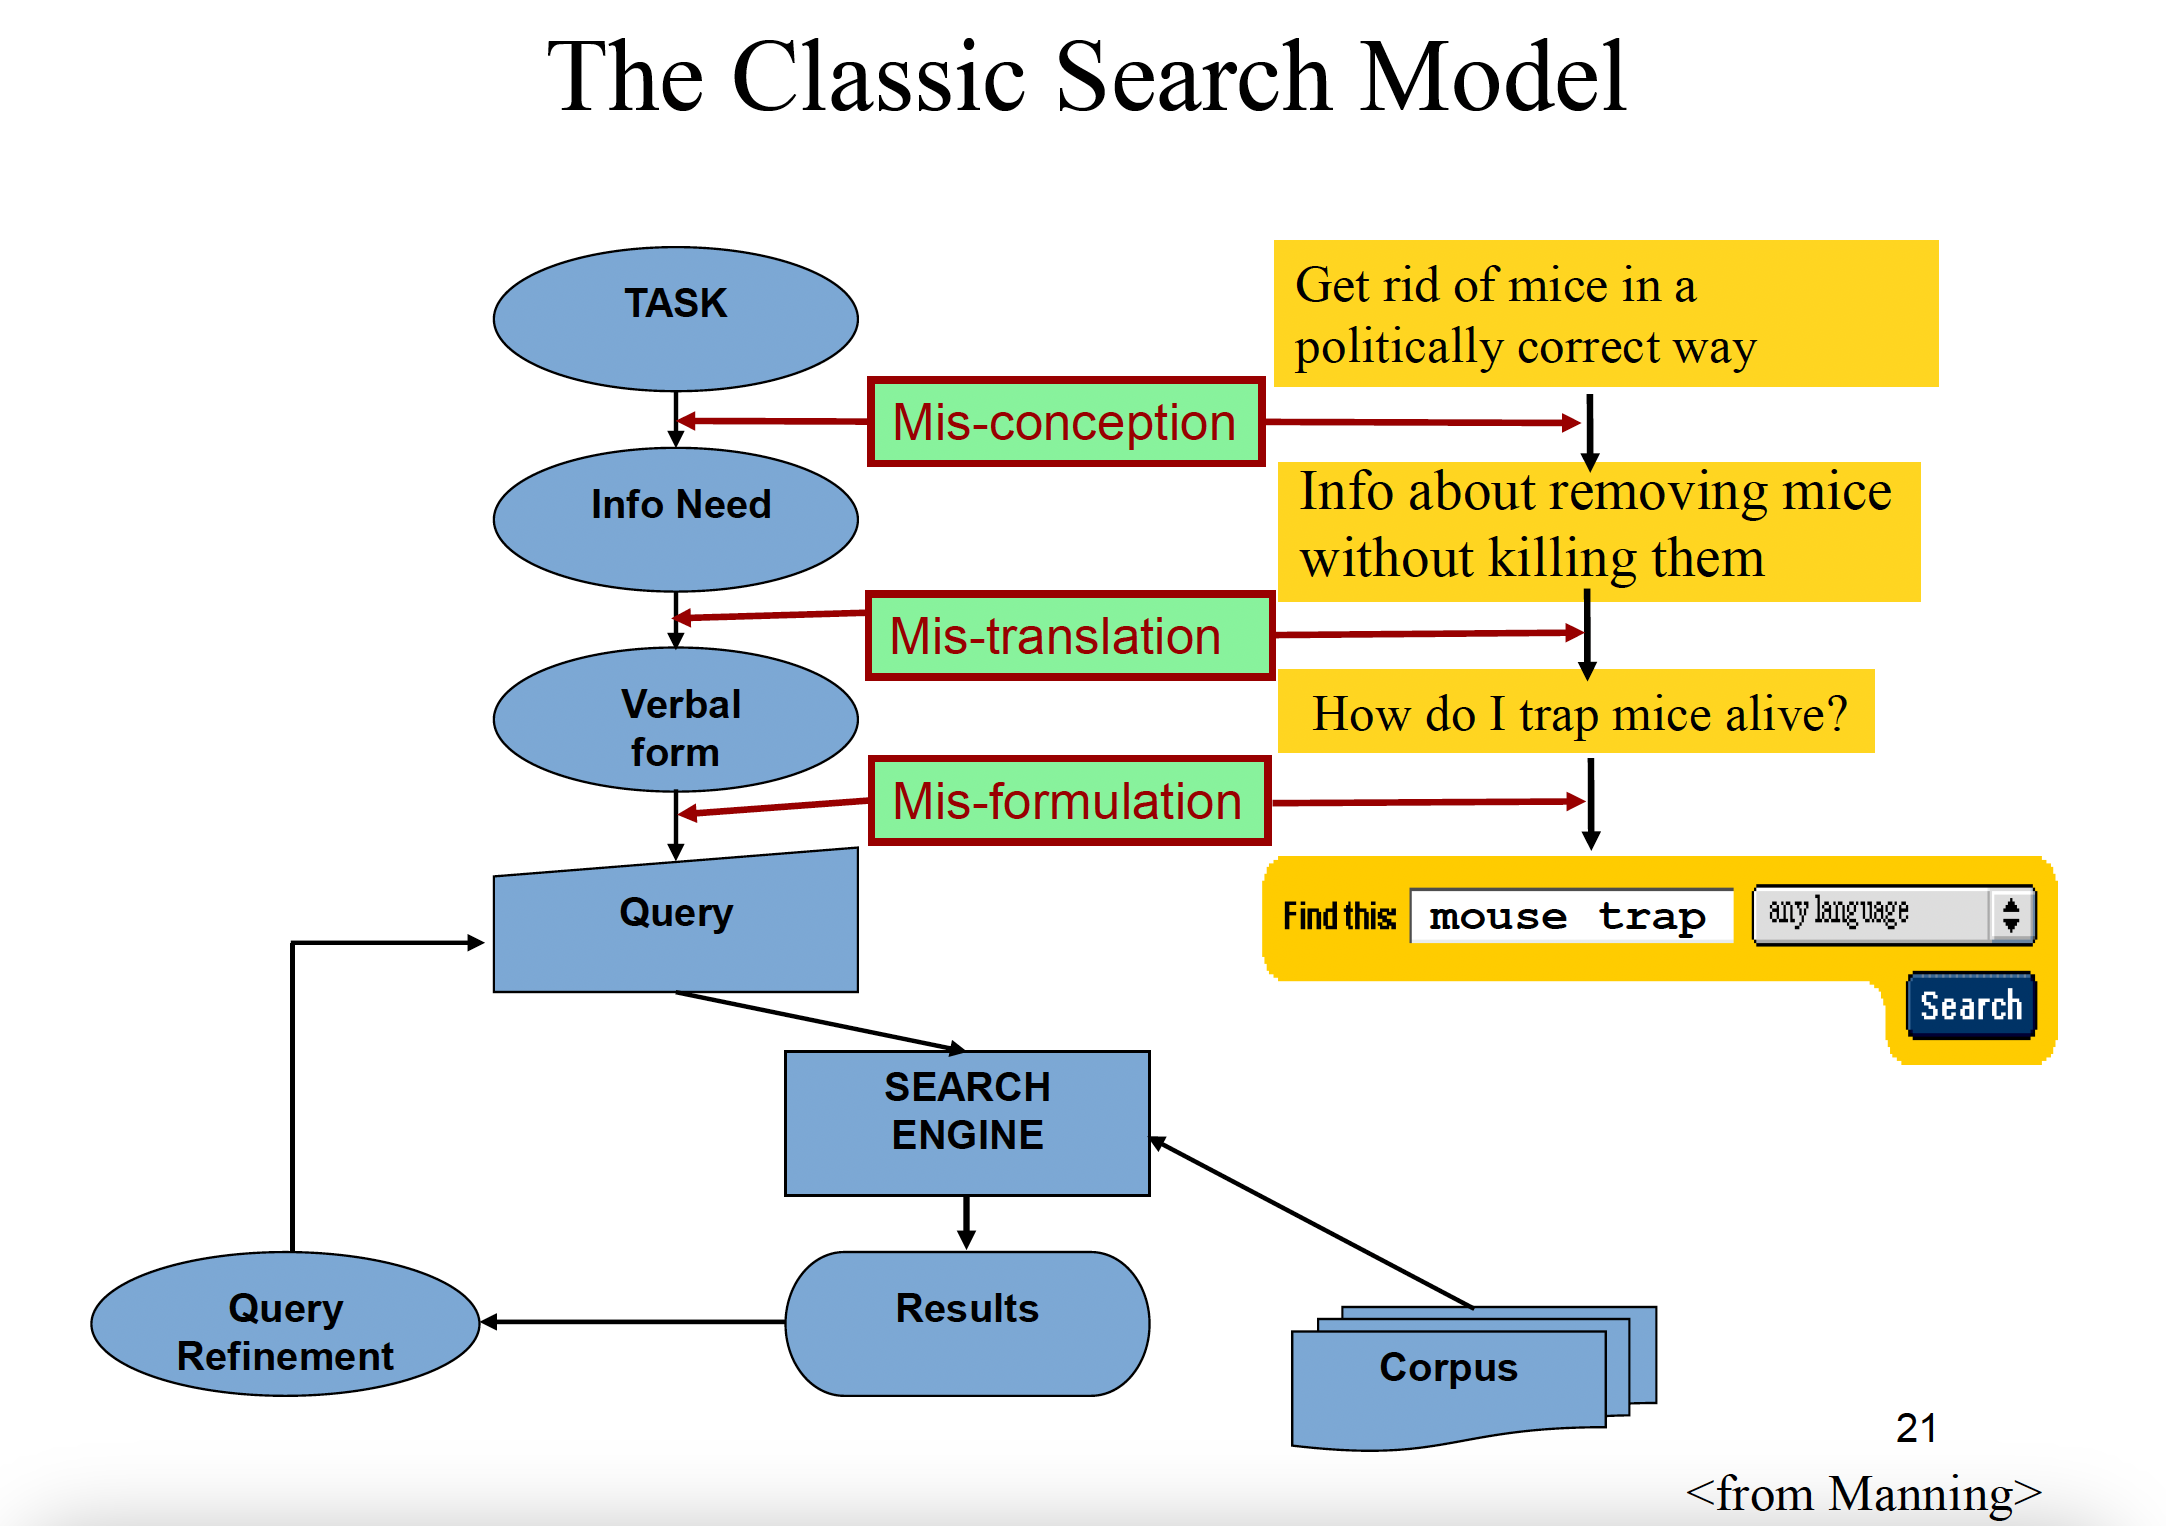 The Classic Search Model
TASK
Get rid of mice in a
politically correct way
Mis-conception
Info Need
Info about removing mice
without killing them
Mis-translation
Verbal
form
How do I trap mice alive?
Mis-formulation
Query
Find this:
mouse trap
any language
Search
SEARCH
ENGINE
Query
Refinement
Results
Corpus
21
<from Manning>